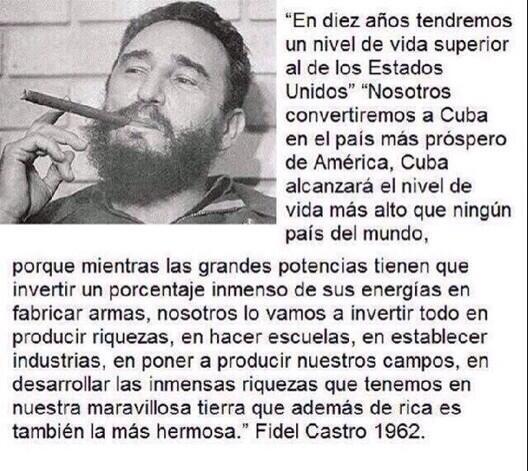 “En diez años tendremos
un nivel de vida superior
al de los Estados
Unidos” “Nosotros
convertiremos a Cuba
en el país más próspero
de América, Cuba
alcanzará el nivel de
vida más alto que ningún
país del mundo,
porque mientras las grandes potencias tienen que
invertir un porcentaje inmenso de sus energías en
fabricar armas, nosotros lo vamos a invertir todo en
producir riquezas, en hacer escuelas, en establecer
industrias, en poner a producir nuestros campos, en
desarrollar las inmensas riquezas que tenemos en
nuestra maravillosa tierra que además de rica es
también la más hermosa.” Fidel Castro 1962.